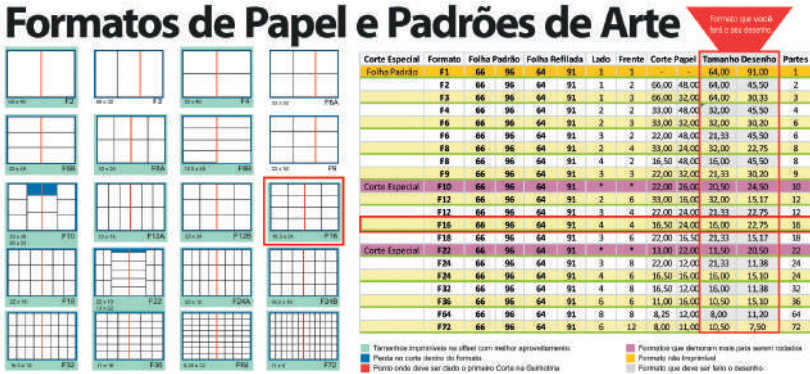 Formatos de Papel e Padrões de Arte
Formato que você
fará o seu desenho.
Corte Especial Formato Folha Padrão Folha Refilada Lado Frente Corte Papel Tamanho Desenho Partes
Folha Padrão F1 66 96 64 91 1 1 - - 64,00 91,00 1
F2 66 96 64 91 1 2 66,00 48,00 64,00 45,50 2
F3 66 96 64 91 1 3 66,00 32,00 64,00 30,33 3
F4 66 96 64 91 2 2 33,00 48,00 32,00 45,50 4
F6 66 96 64 91 2 3 33,00 32,00 32,00 30,20 6
F6 66 96 64 91 3 2 22,00 48,00 21,33 45,50 6
F8 66 96 64 91 2 4 33,00 24,00 32,00 22,75 8
F8 66 96 64 91 4 2 16,50 48,00 16,00 45,50 8
F9 66 96 64 91 3 3 22,00 32,00 21,33 30,20 9
Corte Especial F10 66 96 64 91 * * 22,00 26,00 20,50 24,50 10
F12 66 96 64 91 2 6 33,00 16,00 32,00 15,17 12
F12 66 96 64 91 3 4 22,00 24,00 21,33 22,75 12
F16 66 96 64 91 4 4 16,50 24,00 16,00 22,75 16
F18 66 96 64 91 3 6 22,00 16,50 21,33 15,17 18
Corte Especial F22 66 96 64 91 * * 13,00 22,00 11,50 20,50 22
F24 66 96 64 91 3 8 22,00 12,00 21,33 11,38 24
F24 66 96 64 91 4 6 16,50 16,00 16,00 15,10 24
F32 66 96 64 91 4 8 16,50 12,00 16,00 11,38 32
F36 66 96 64 91 6 6 11,00 16,00 10,50 15,10 36
F64 66 96 64 91 8 8 8,25 12,00 8,00 11,20 64
F72 66 96 64 91 6 12 8,00 11,00 10,50 7,50 72
F2 F3 F4 F6A
F6B F8A F8B F9
F10 F12A F12B F16
F18 F22 F24A F24B
F32 F36 F64 F72
Tamanhos imprimíveis na offset com melhor aproveitamento
Perda no corte dentro do formato
Ponto onde deve ser dado o primeiro Corte na Guilhotina
Formatos que demoram mais para serem rodados
Formato não Imprimível
Formato que deve ser feito o desenho